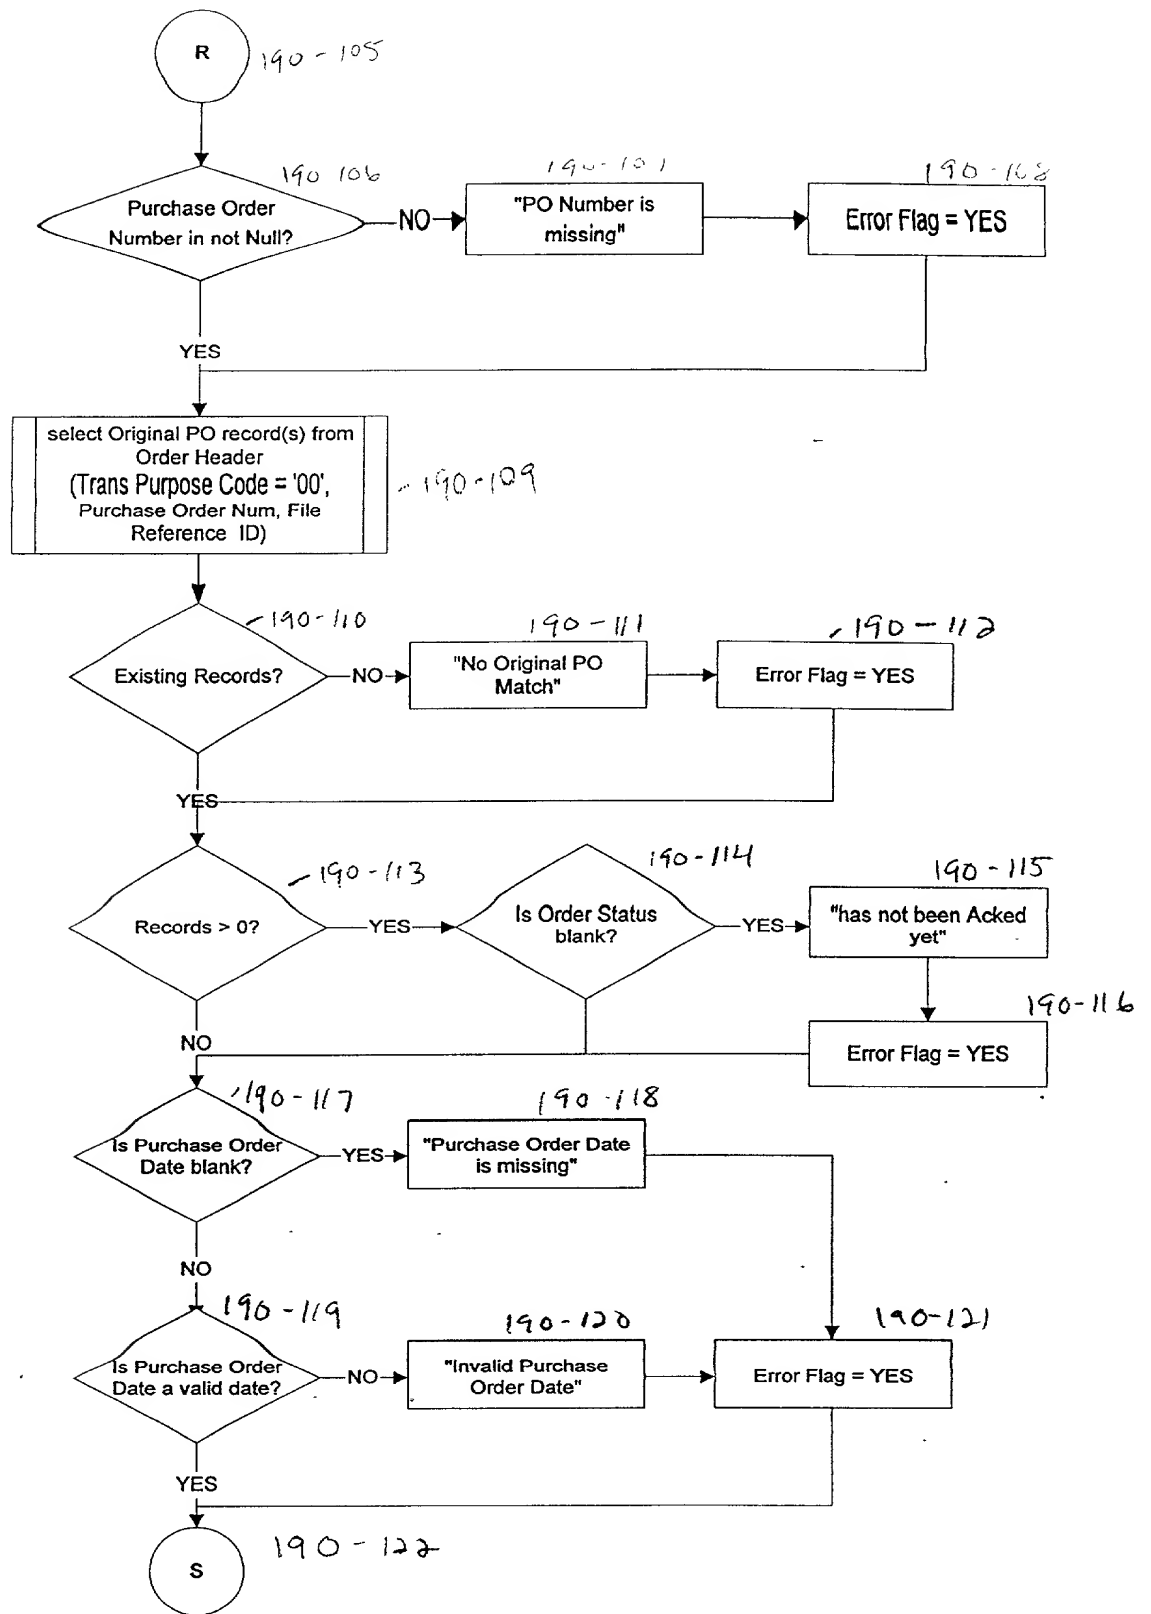 R
190-105
190 106
Purchase Order
Number in not Null?
NO
190-107
"PO Number is
missing"
190-108
Error Flag = YES
YES
select Original PO record(s) from
Order Header
(Trans Purpose Code = '00',
Purchase Order Num, File
Reference ID)
190-109
190-110
Existing Records?
NO
190-111
"No Original PO
Match"
190-112
Error Flag = YES
YES
190-113
Records > 0?
YES
190-114
Is Order Status
blank?
YES
190-115
"has not been Acked
yet"
190-116
Error Flag = YES
NO
190-117
Is Purchase Order
Date blank?
YES
190-118
"Purchase Order Date
is missing"
NO
190-119
Is Purchase Order
Date a valid date?
NO
190-120
"Invalid Purchase
Order Date"
190-121
Error Flag = YES
YES
S
190-122